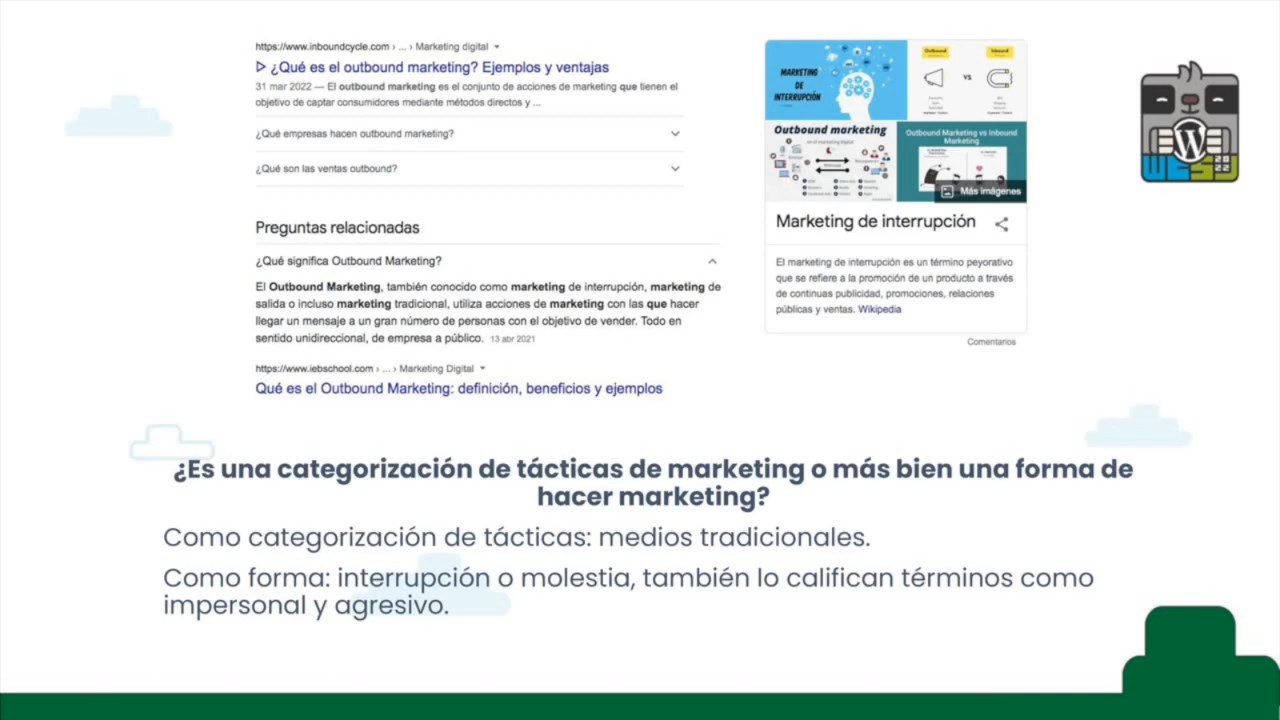 https://www.inboundcycle.com › ... › Marketing digital
¿Qué es el outbound marketing? Ejemplos y ventajas
31 mar 2022 — El outbound marketing es el conjunto de acciones de marketing que tienen el
objetivo de captar consumidores mediante métodos directos y ...
¿Qué empresas hacen outbound marketing?
¿Qué son las ventas outbound?
Preguntas relacionadas
¿Qué significa Outbound Marketing?
El Outbound Marketing, también conocido como marketing de interrupción, marketing de
salida o incluso marketing tradicional, utiliza acciones de marketing con las que hacer
llegar un mensaje a un gran número de personas con el objetivo de vender. Todo en
sentido unidireccional, de empresa a público. 13 abr 2021
https://www.iebschool.com › ... › Marketing Digital
Qué es el Outbound Marketing: definición, beneficios y ejemplos
MARKETING
DE
INTERRUPCIÓN
Outbound
Inbound
VS
Outbound marketing
Outbound Marketing vs Inbound
Marketing
Más imágenes
Marketing de interrupción
El marketing de interrupción es un término peyorativo
que se refiere a la promoción de un producto a través
de continuas publicidad, promociones, relaciones
públicas y ventas. Wikipedia
Comentarios
¿Es una categorización de tácticas de marketing o más bien una forma de
hacer marketing?
Como categorización de tácticas: medios tradicionales.
Como forma: interrupción o molestia, también lo califican términos como
impersonal y agresivo.